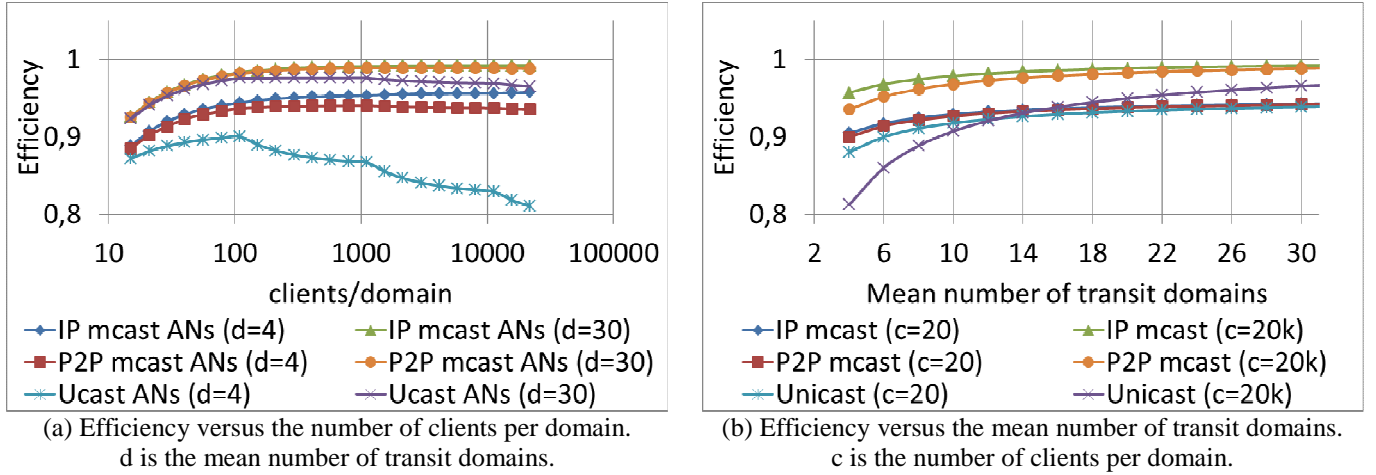 1
0,9
0,8
Efficiency
10 100 1000 10000 100000
clients/domain
IP mcast ANs (d=4) IP mcast ANs (d=30)
P2P mcast ANs (d=4) P2P mcast ANs (d=30)
Ucast ANs (d=4) Ucast ANs (d=30)
(a) Efficiency versus the number of clients per domain.
d is the mean number of transit domains.
1
0,9
0,8
Efficiency
2 6 10 14 18 22 26 30
Mean number of transit domains
IP mcast (c=20) IP mcast (c=20k)
P2P mcast (c=20) P2P mcast (c=20k)
Unicast (c=20) Unicast (c=20k)
(b) Efficiency versus the mean number of transit domains.
c is the number of clients per domain.